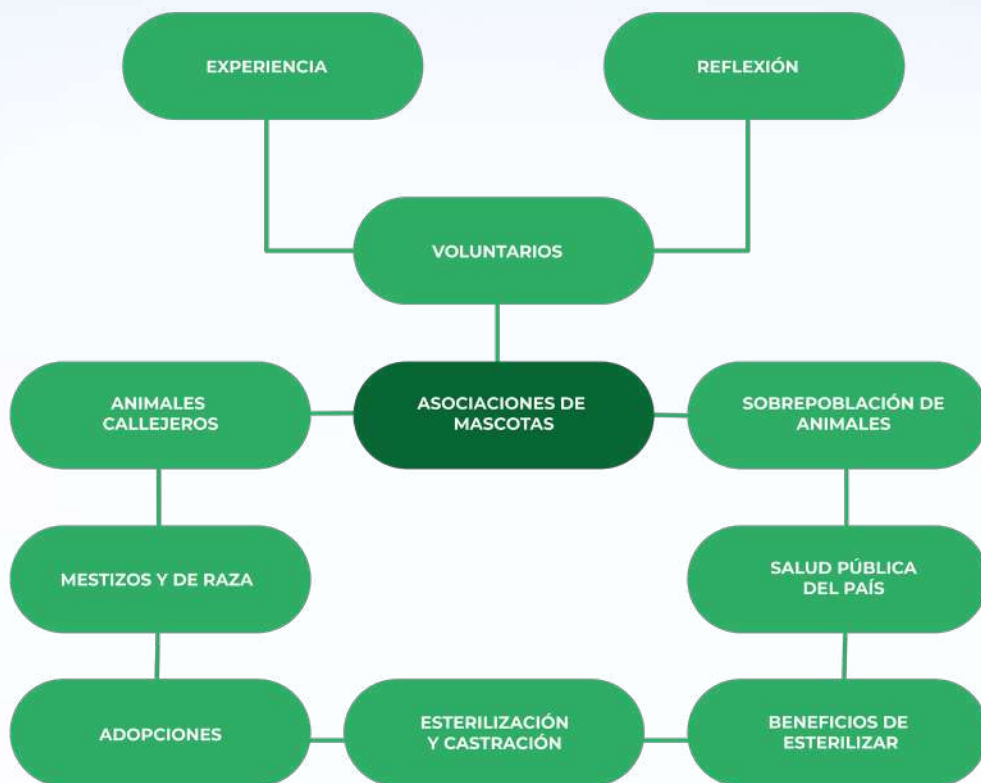 EXPERIENCIA
REFLEXIÓN
VOLUNTARIOS
ANIMALES
CALLEJEROS
ASOCIACIONES DE
MASCOTAS
SOBREPOBLACIÓN DE
ANIMALES
MESTIZOS Y DE RAZA
SALUD PÚBLICA
DEL PAÍS
ADOPCIONES
ESTERILIZACIÓN
Y CASTRACIÓN
BENEFICIOS DE
ESTERILIZAR